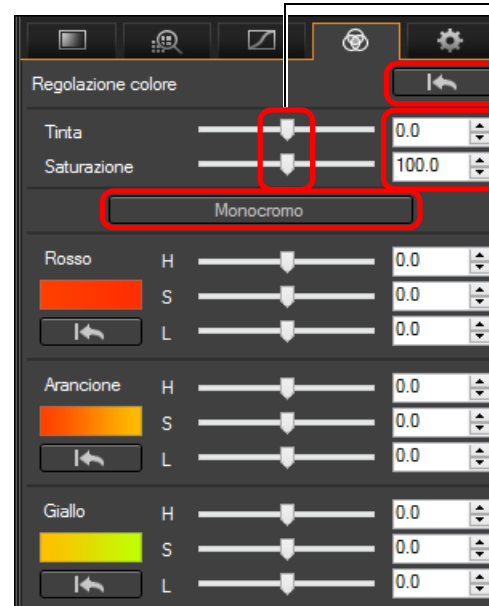 Regolazione colore
Tinta 0.0
Saturazione 100.0
Monocromo
Rosso H 0.0
S 0.0
L 0.0
Arancione H 0.0
S 0.0
L 0.0
Giallo H 0.0
S 0.0
L 0.0